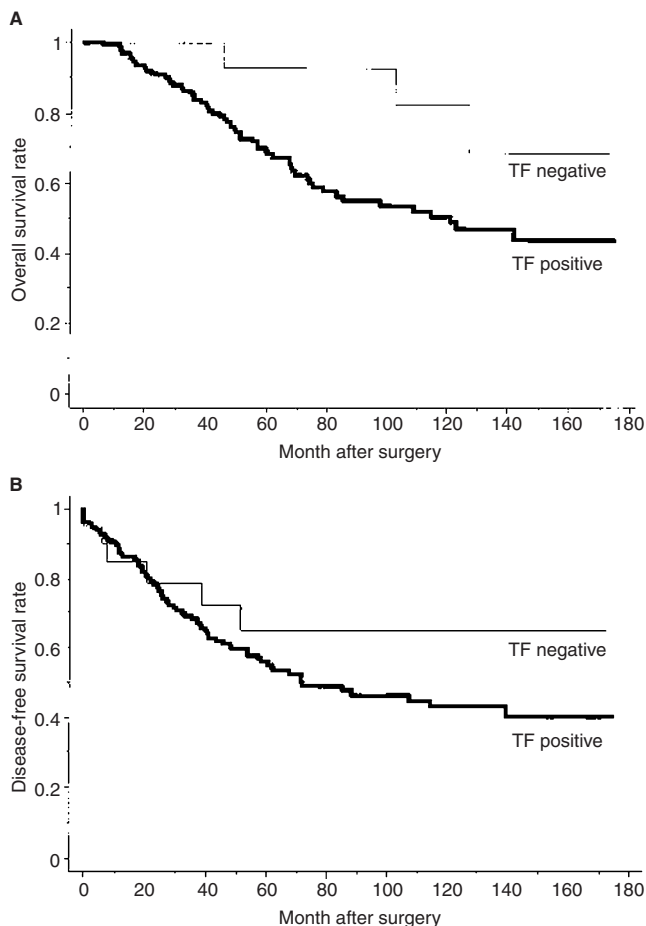 A
1
0.8
0.6
0.4
0.2
0
Overall survival rate
TF negative
TF positive
0 20 40 60 80 100 120 140 160 180
Month after surgery
B
1
0.8
0.6
0.4
0.2
0
Disease-free survival rate
TF negative
TF positive
0 20 40 60 80 100 120 140 160 180
Month after surgery